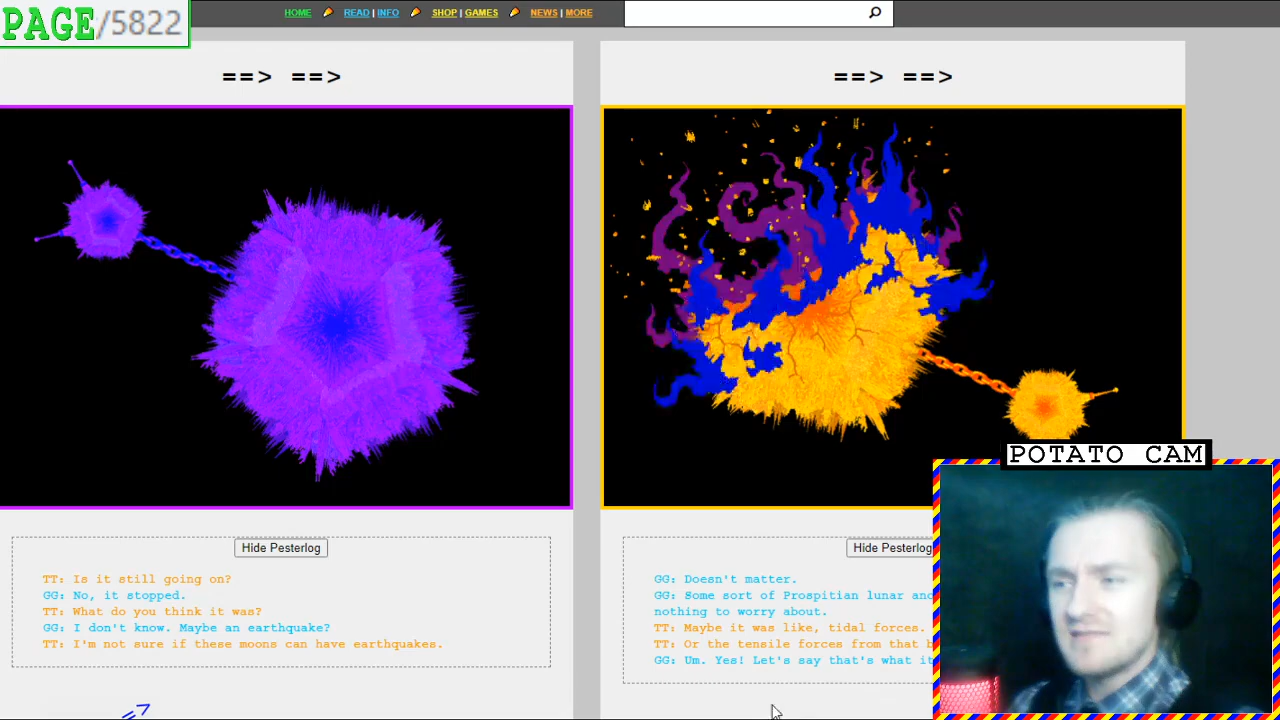 PAGE/5822
HOME READ | INFO SHOP | GAMES NEWS | MORE
==> ==>
Hide Pesterlog
TT: Is it still going on?
GG: No, it stopped.
TT: What do you think it was?
GG: I don't know. Maybe an earthquake?
TT: I'm not sure if these moons can have earthquakes.
==> ==>
Hide Pesterlog
GG: Doesn't matter.
GG: Some sort of Prospitian lunar
nothing to worry about.
TT: Maybe it was like, tidal forces.
TT: Or the tensile forces from that
GG: Um. Yes! Let's say that's what
POTATO CAM